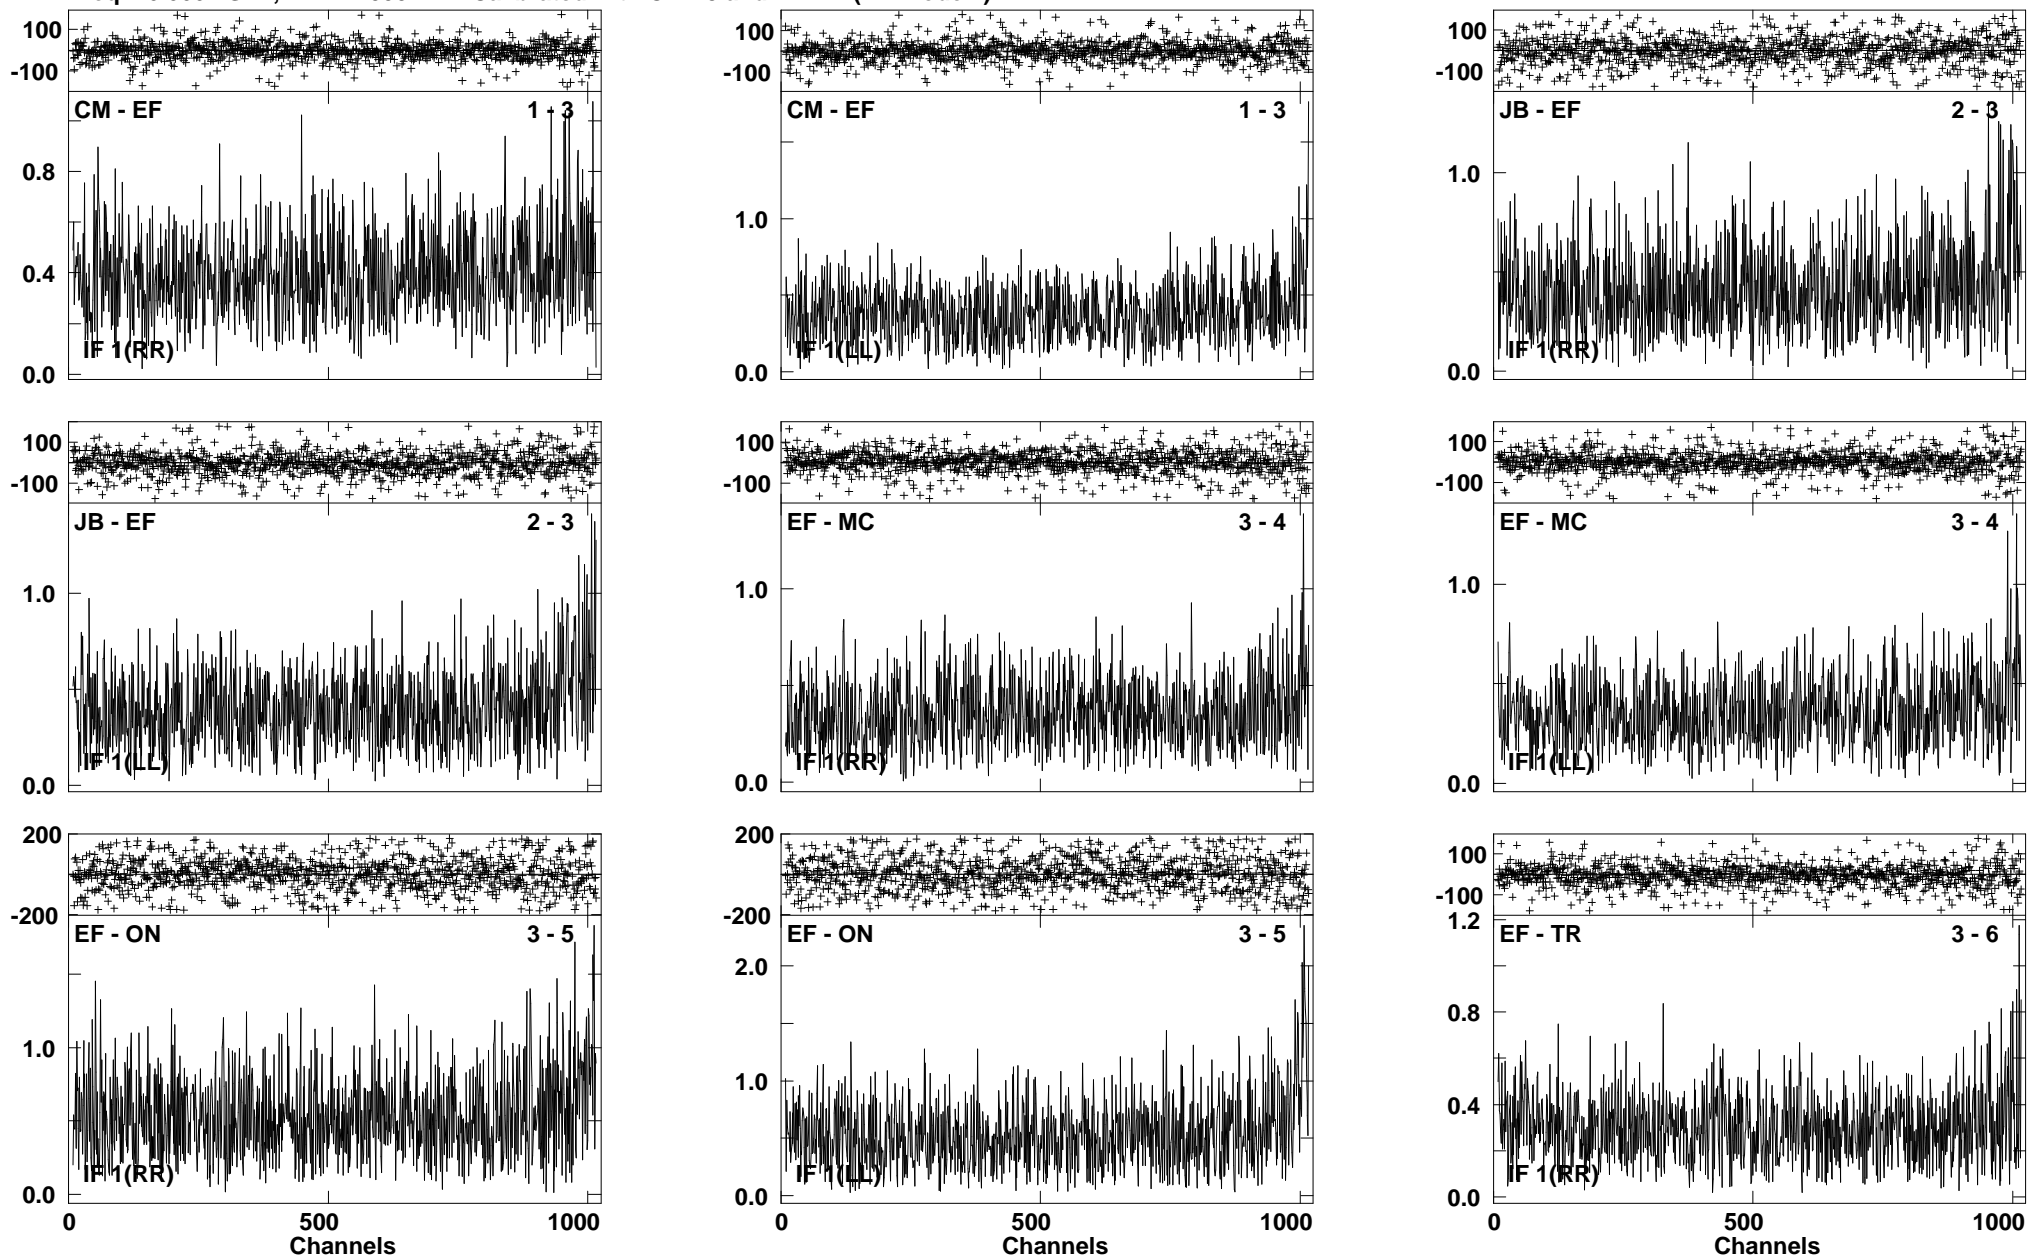 100
-100
CM - EF 1 - 3
0.8
0.4
0.0
IF 1(RR)
100
-100
CM - EF 1 - 3
1.0
0.0
IF 1(LL)
100
-100
JB - EF 2 - 3
1.0
0.0
IF 1(RR)
100
-100
JB - EF 2 - 3
1.0
0.0
IF 1(LL)
100
-100
EF - MC 3 - 4
1.0
0.0
IF 1(RR)
100
-100
EF - MC 3 - 4
1.0
0.0
IF 1(LL)
200
-200
EF - ON 3 - 5
1.0
0.0
IF 1(RR)
0 500 1000
Channels
200
-200
EF - ON 3 - 5
2.0
1.0
0.0
IF 1(LL)
0 500 1000
Channels
100
-100
1.2
EF - TR 3 - 6
0.8
0.4
0.0
IF 1(RR)
0 500 1000
Channels